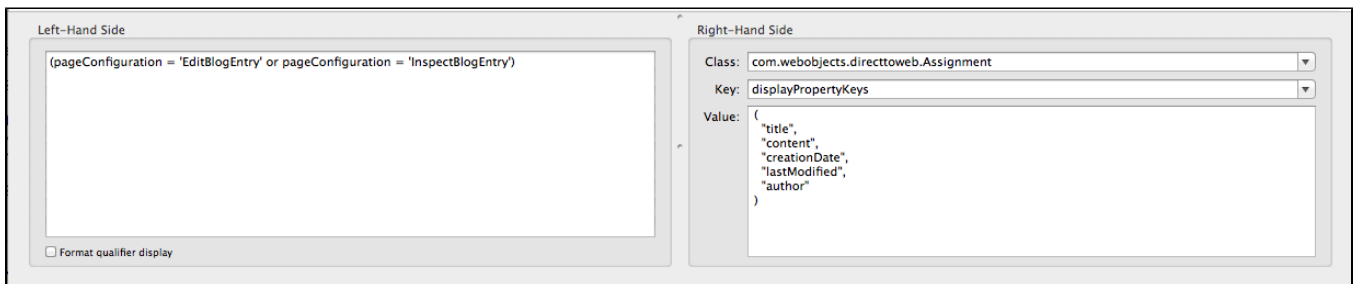 Left-Hand Side
(pageConfiguration = 'EditBlogEntry' or pageConfiguration = 'InspectBlogEntry')
Format qualifier display
Right-Hand Side
Class: com.webobjects.directtoweb.Assignment
Key: displayPropertyKeys
Value: (
"title",
"content",
"creationDate",
"lastModified",
"author"
)